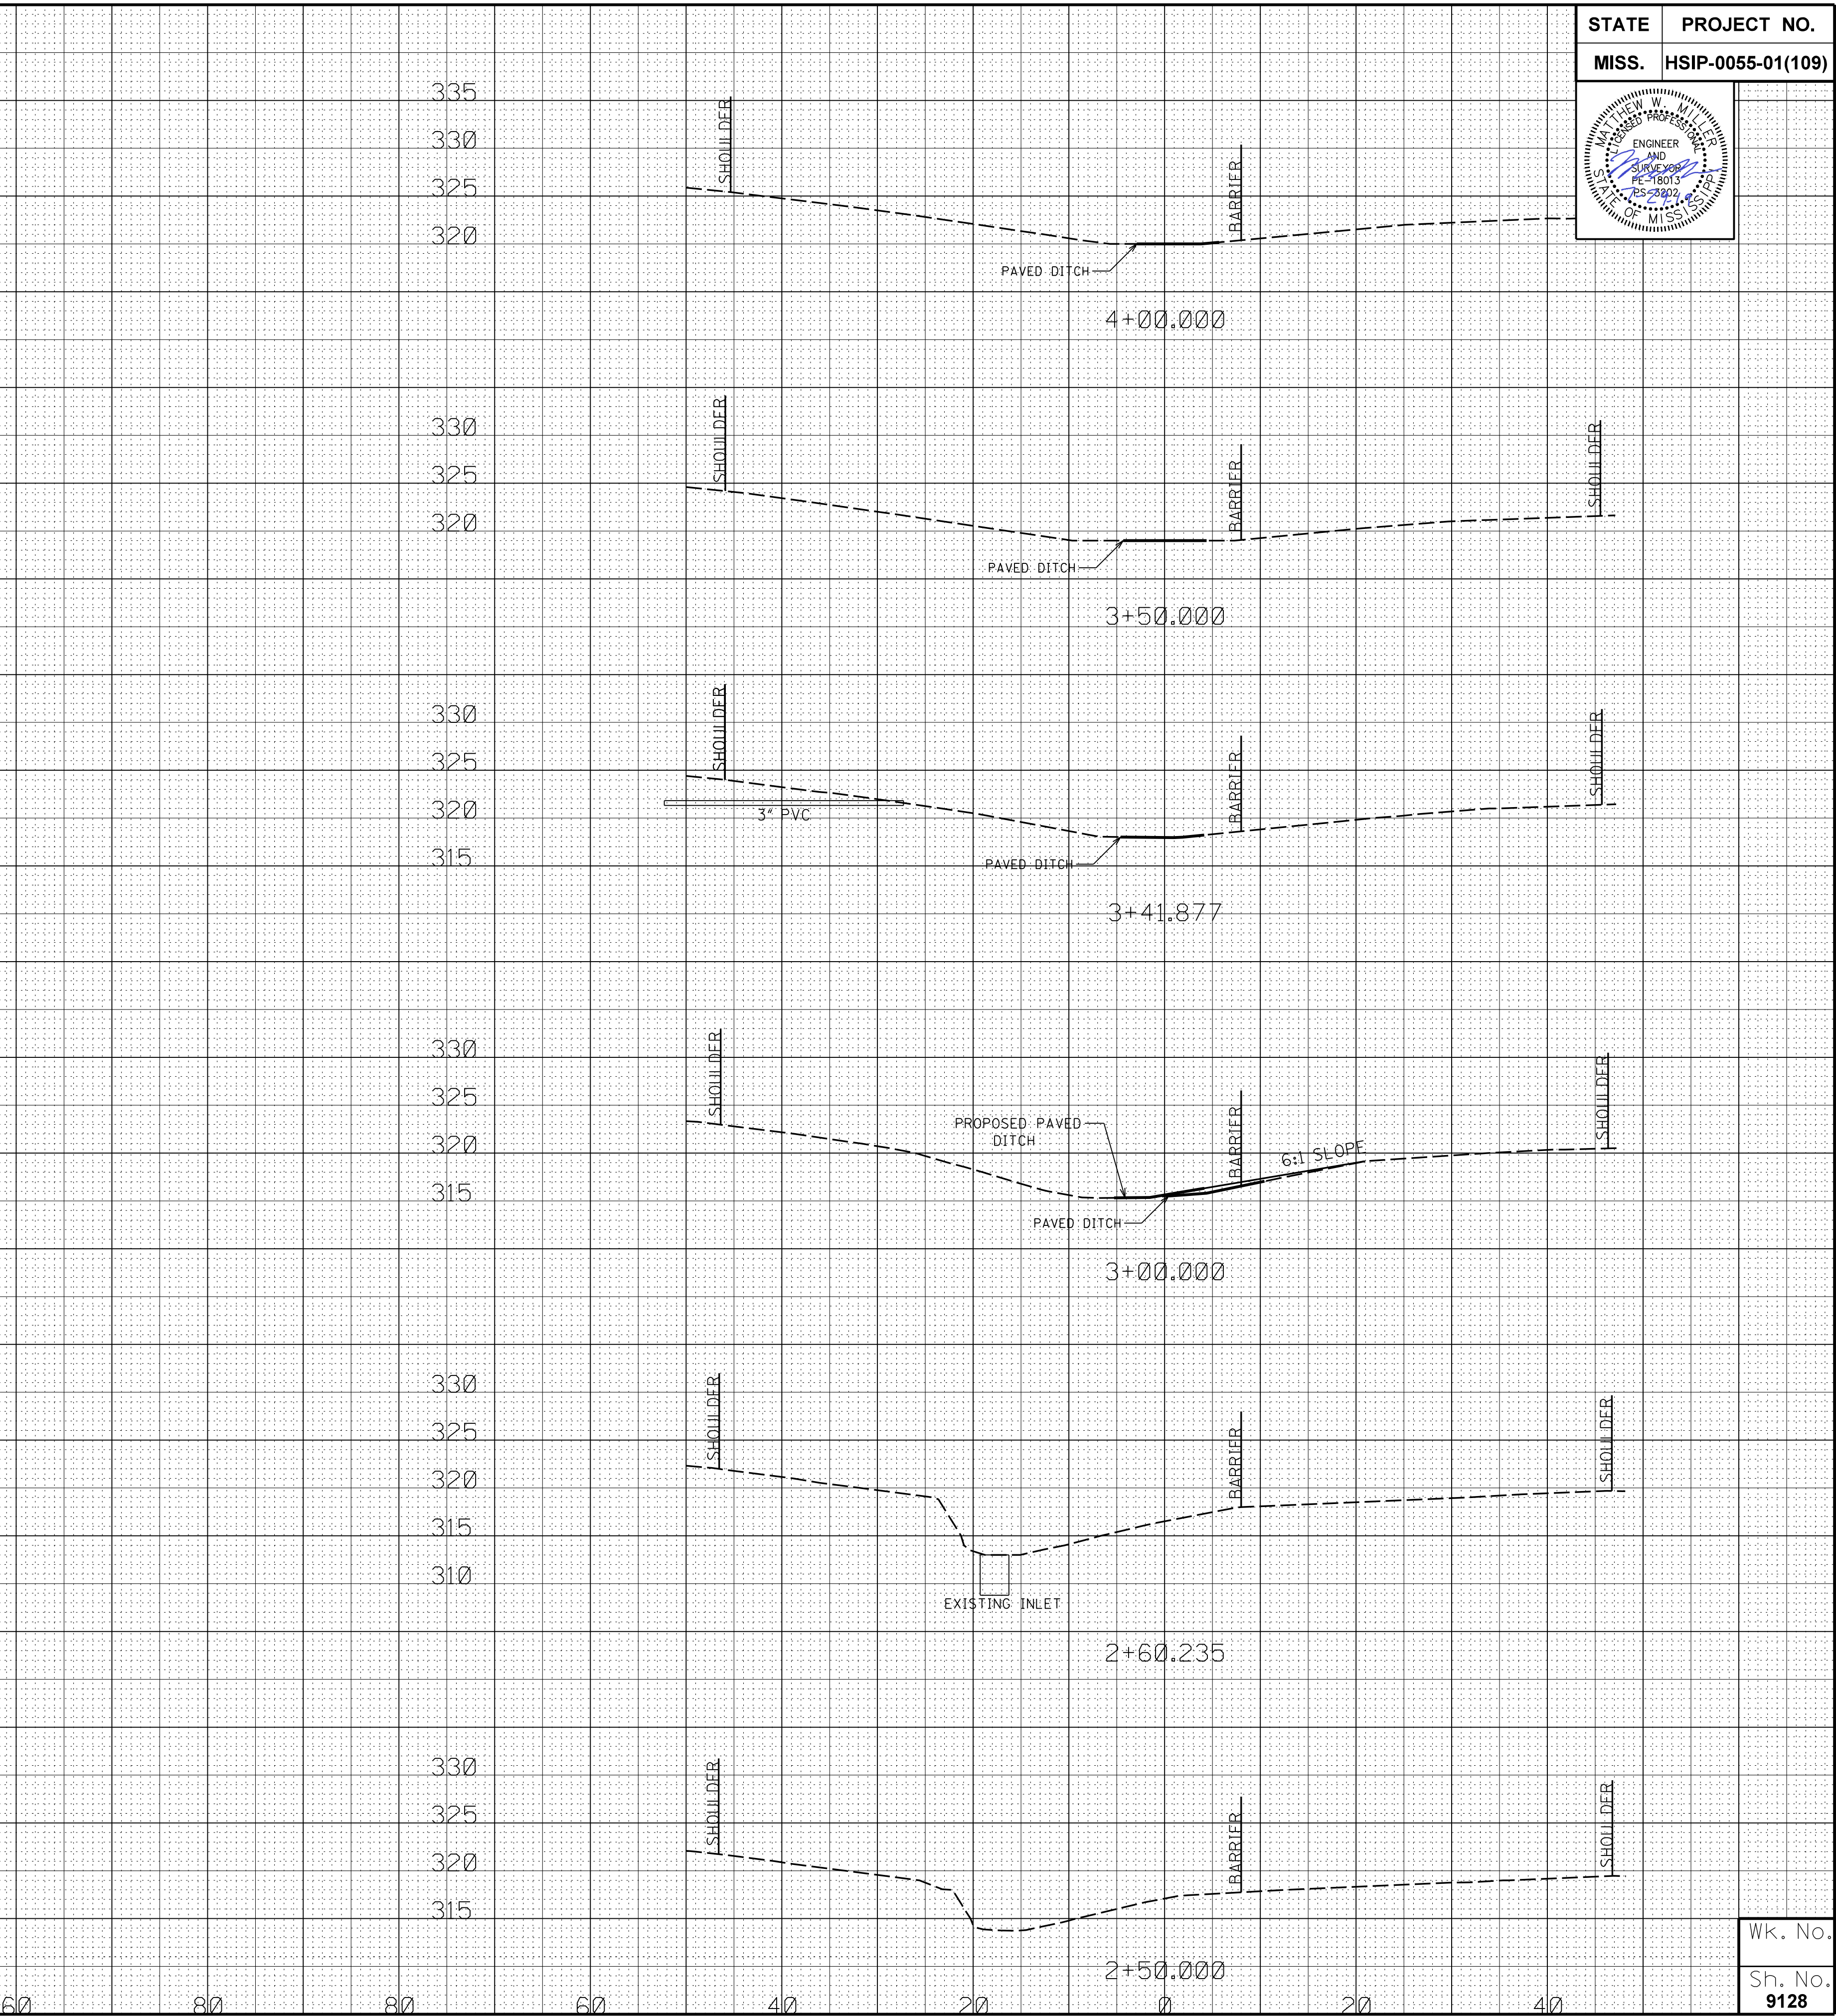 STATE PROJECT NO.
MISS. HSIP-0055-01(109)
MATTHEW W. MILLER
LICENSED PROFESSIONAL
ENGINEER
AND
SURVEYOR
PE-18013
PS-3202
STATE OF MISSISSIPPI
335
330
325
320
SHOULDER
BARRIER
PAVED DITCH
4+00.000
330
325
320
SHOULDER
BARRIER
SHOULDER
PAVED DITCH
3+50.000
330
325
320
315
SHOULDER
3" PVC
BARRIER
SHOULDER
PAVED DITCH
3+41.877
330
325
320
315
SHOULDER
PROPOSED PAVED
DITCH
BARRIER
6:1 SLOPE
SHOULDER
PAVED DITCH
3+00.000
330
325
320
315
310
SHOULDER
BARRIER
SHOULDER
EXISTING INLET
2+60.235
330
325
320
315
SHOULDER
BARRIER
SHOULDER
2+50.000
60 80 80 60 40 20 0 20 40
Wk. No.
Sh. No.
9128